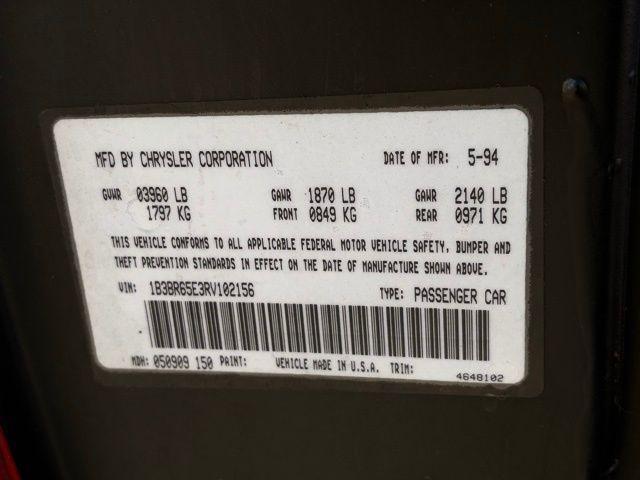 MFD BY CHRYSLER CORPORATION DATE OF MFR: 5-94
GVWR 03960 LB GAWR 1870 LB GAWR 2140 LB
1797 KG FRONT 0849 KG REAR 0971 KG
THIS VEHICLE CONFORMS TO ALL APPLICABLE FEDERAL MOTOR VEHICLE SAFETY, BUMPER AND
THEFT PREVENTION STANDARDS IN EFFECT ON THE DATE OF MANUFACTURE SHOWN ABOVE.
VIN: 1B3BR65E3RV102156 TYPE: PASSENGER CAR
MDH: 050909 150 PAINT: VEHICLE MADE IN U.S.A. TRIM:
4648102